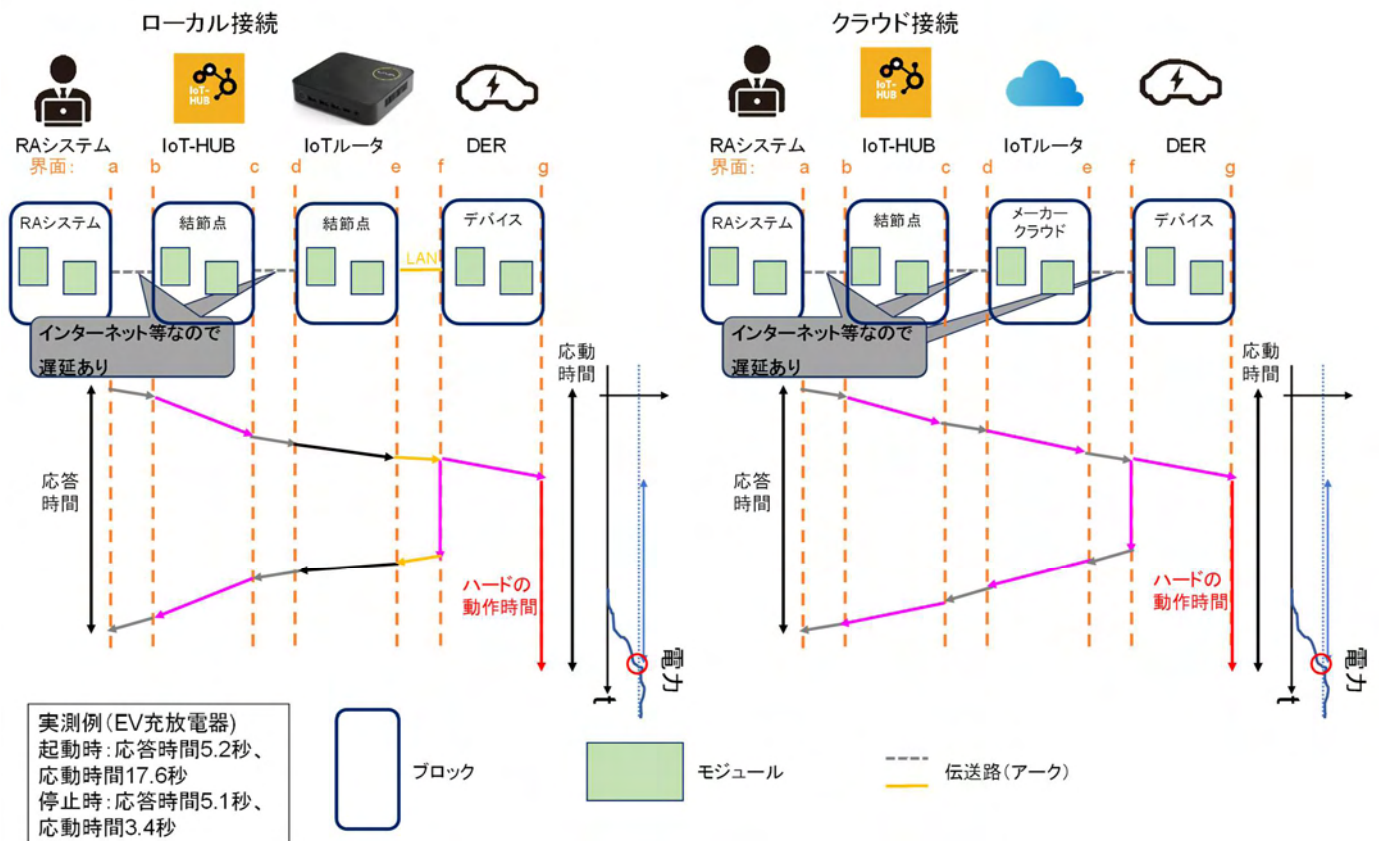 ローカル接続
IoT-HUB
RAシステム
IoT-HUB
IoTルータ
DER
界面:
a
b
c
d
e
f
g
RAシステム
結節点
結節点
デバイス
LAN
インターネット等なので
遅延あり
応答
時間
ハードの
動作時間
応動
時間
電力
t
クラウド接続
IoT-HUB
RAシステム
IoT-HUB
IoTルータ
DER
界面:
a
b
c
d
e
f
g
RAシステム
結節点
メーカー
クラウド
デバイス
インターネット等なので
遅延あり
応答
時間
ハードの
動作時間
応動
時間
電力
t
実測例(EV充放電器)
起動時:応答時間5.2秒、
応動時間17.6秒
停止時:応答時間5.1秒、
応動時間3.4秒
ブロック
モジュール
伝送路(アーク)